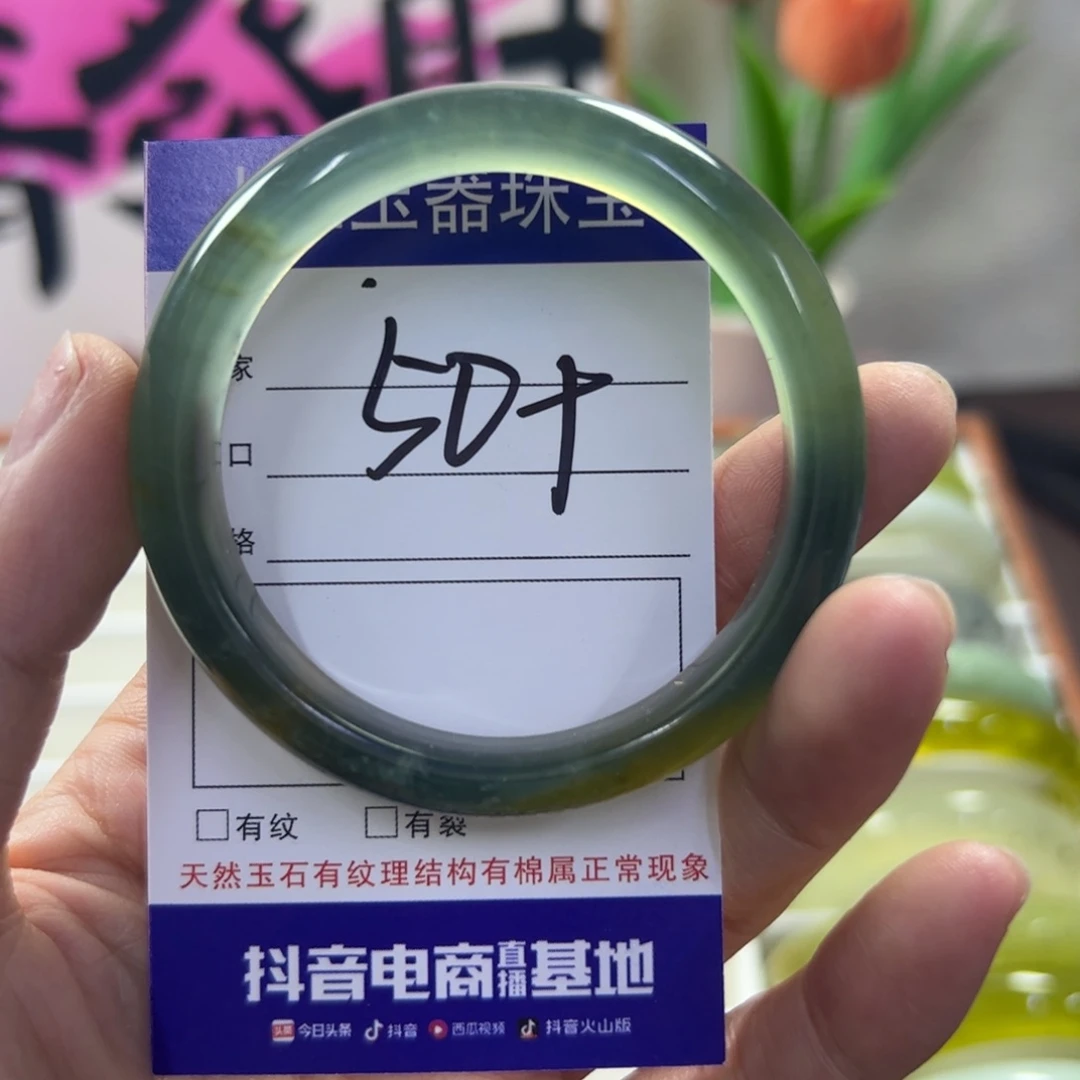 玉器珠宝
50+
家
口
格
有纹 有裂
天然玉石有纹理结构有棉属正常现象
抖音电商直播基地
头条 今日头条 抖音 西瓜视频 抖音火山版